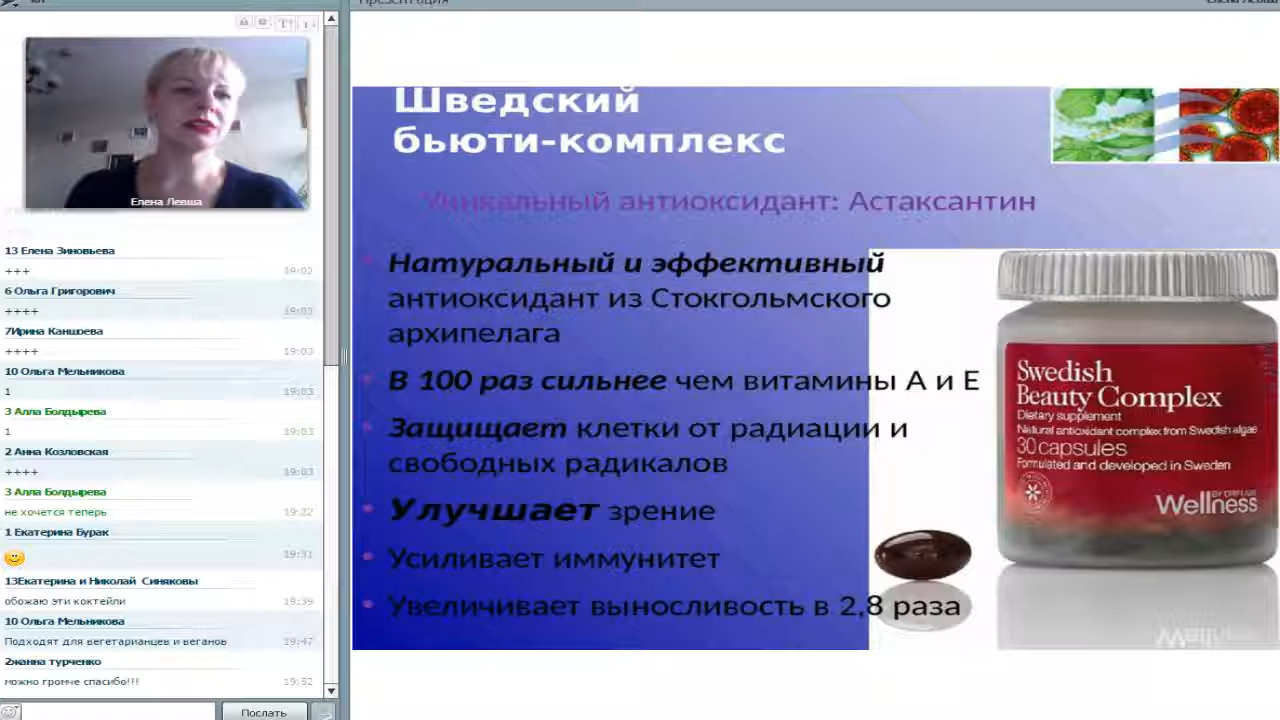 Презентация
Елена Левша
Елена Левша
13 Елена Зиновьева
+++
19:02
6 Ольга Григорович
++++
19:03
7Ирина Каншоева
++++
19:03
10 Ольга Мельникова
1
19:03
3 Алла Болдырева
1
19:03
2 Анна Козловская
++++
19:03
3 Алла Болдырева
не хочется теперь
19:22
1 Екатерина Бурак
19:31
13Екатерина и Николай Синяковы
обожаю эти коктейли
19:39
10 Ольга Мельникова
Подходят для вегетарианцев и веганов
19:47
2жанна турченко
можно громче спасибо!!!
19:52
Послать
Шведский
бьюти-комплекс
Уникальный антиоксидант: Астаксантин
Натуральный и эффективный
антиоксидант из Стокгольмского
архипелага
В 100 раз сильнее чем витамины А и Е
Защищает клетки от радиации и
свободных радикалов
Улучшает зрение
Усиливает иммунитет
Увеличивает выносливость в 2,8 раза
Swedish
Beauty Complex
Dietary supplement
Natural antioxidant complex from Swedish algae
30 capsules
Formulated and developed in Sweden
Wellness
BY ORIFLAME